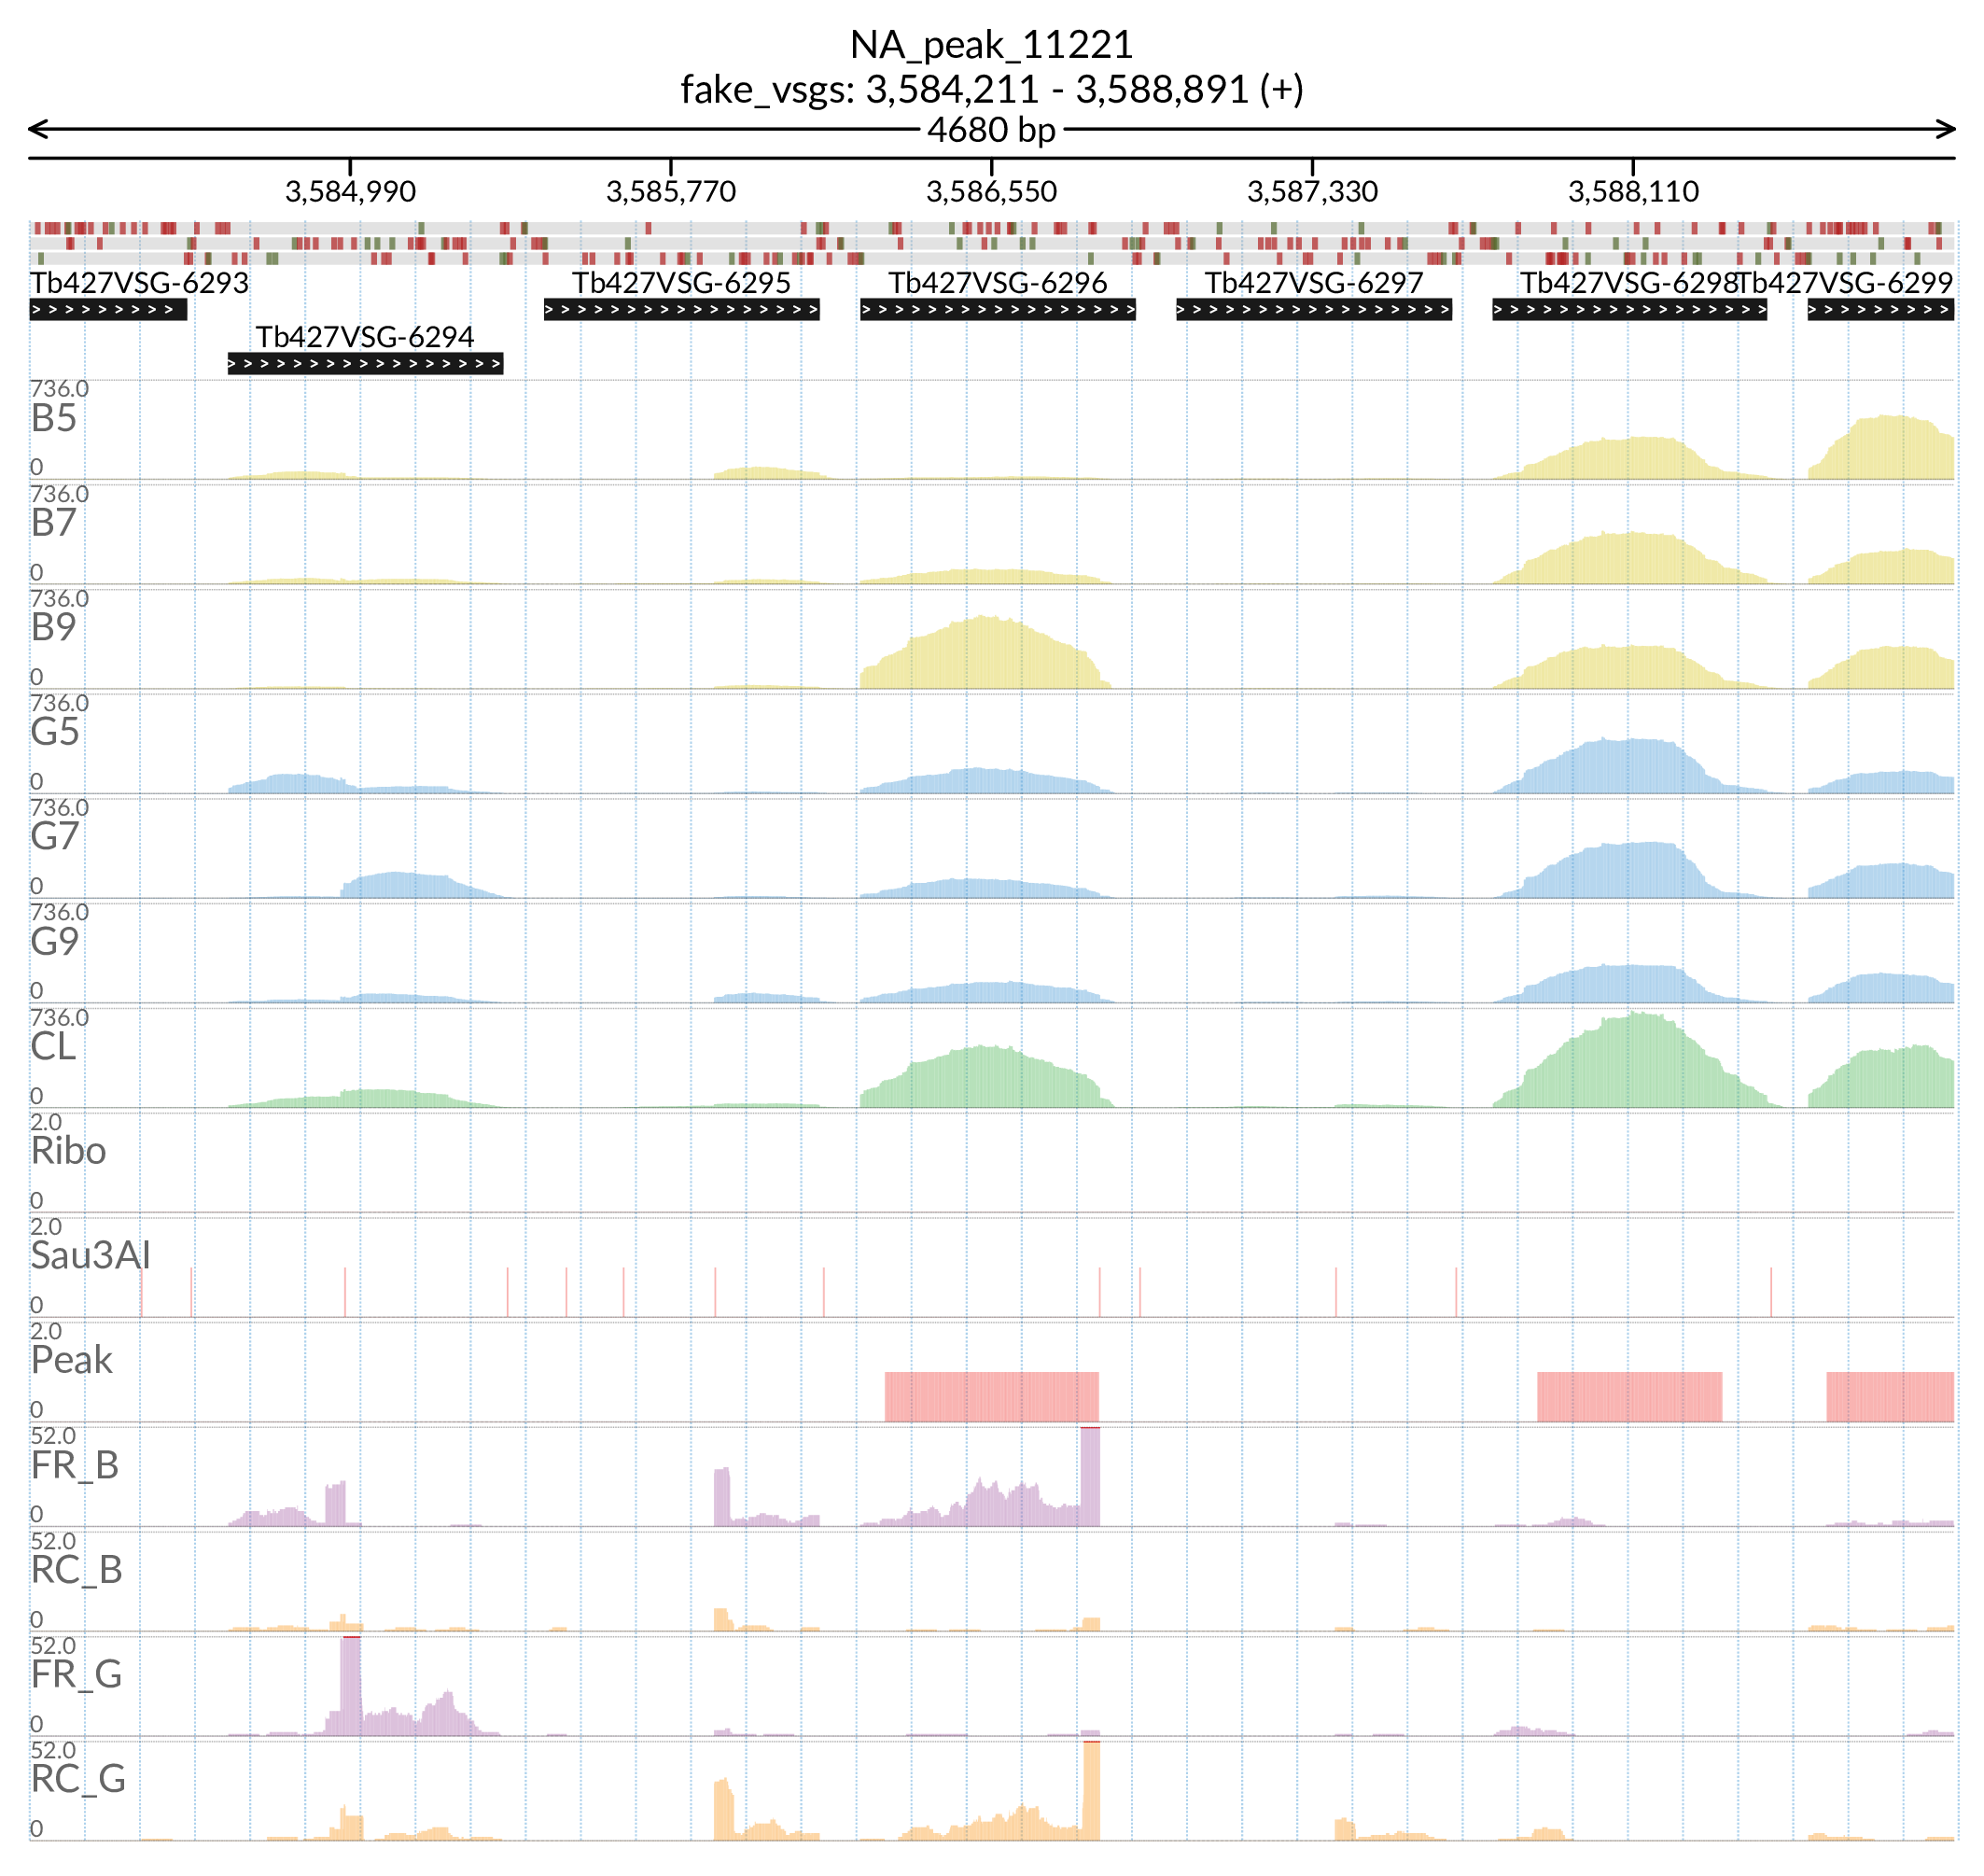 NA_peak_11221
fake_vsgs: 3,584,211 - 3,588,891 (+)
4680 bp
3,584,990 3,585,770 3,586,550 3,587,330 3,588,110
Tb427VSG-6293 Tb427VSG-6295 Tb427VSG-6296 Tb427VSG-6297 Tb427VSG-6298 Tb427VSG-6299
Tb427VSG-6294
736.0
B5
0
736.0
B7
0
736.0
B9
0
736.0
G5
0
736.0
G7
0
736.0
G9
0
736.0
CL
0
2.0
Ribo
0
2.0
Sau3AI
0
2.0
Peak
0
52.0
FR_B
0
52.0
RC_B
0
52.0
FR_G
0
52.0
RC_G
0